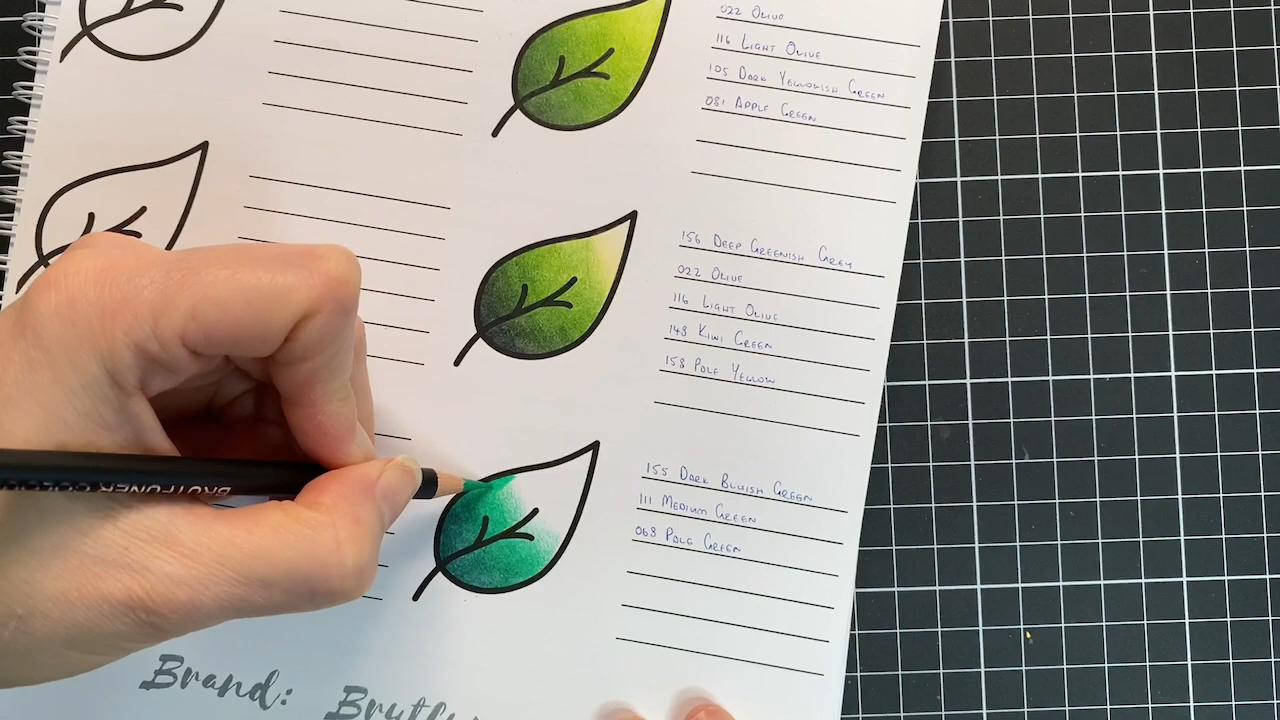 022 OLIVE
116 LIGHT OLIVE
105 DARK YELLOWISH GREEN
081 APPLE GREEN
156 DEEP GREENISH GREY
022 OLIVE
116 LIGHT OLIVE
148 KIWI GREEN
158 PALE YELLOW
BRUTFUNER COLO
155 DARK BLUISH GREEN
111 MEDIUM GREEN
068 PALE GREEN
Brand: